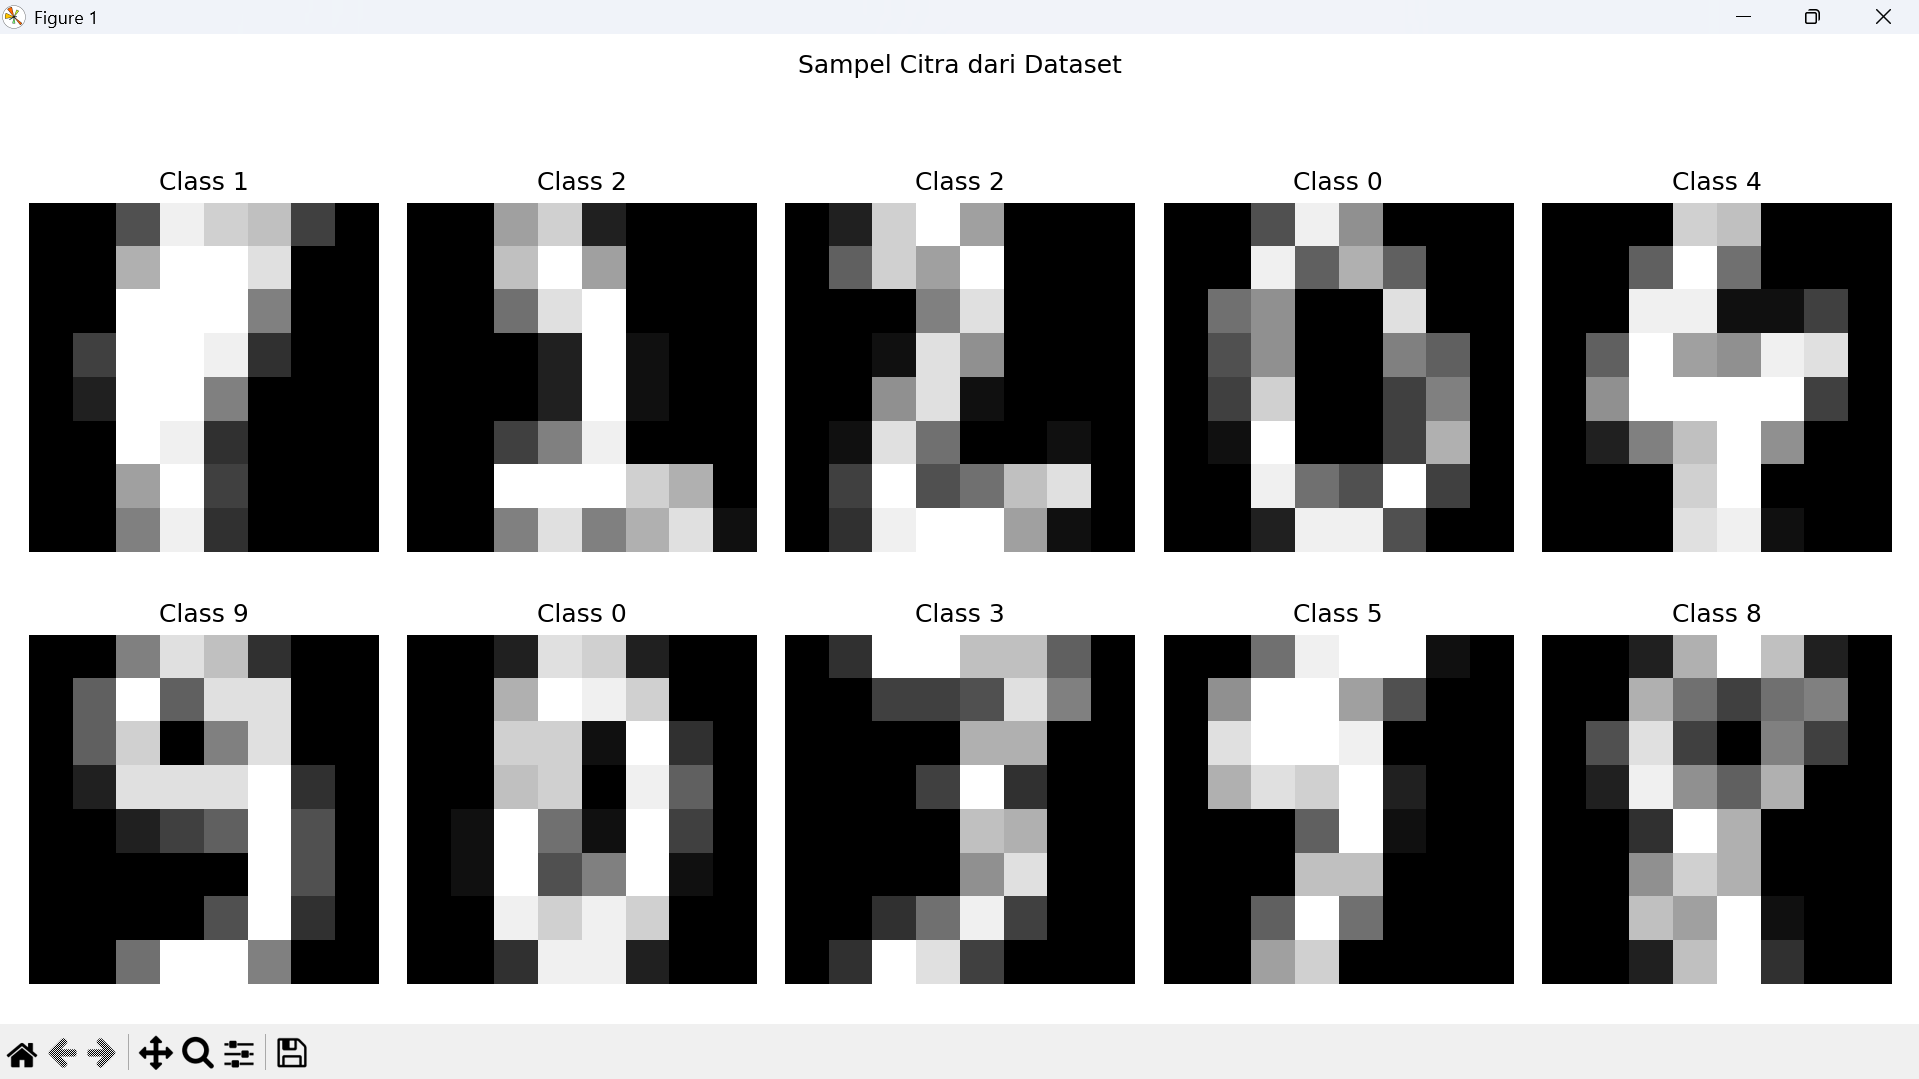 Figure 1
Sampel Citra dari Dataset
Class 1
Class 2
Class 2
Class 0
Class 4
Class 9
Class 0
Class 3
Class 5
Class 8